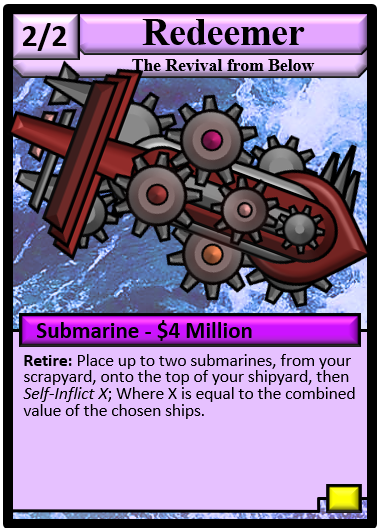 2/2
Redeemer
The Revival from Below
Submarine - $4 Million
Retire: Place up to two submarines, from your
scrapyard, onto the top of your shipyard, then
Self-Inflict X; Where X is equal to the combined
value of the chosen ships.